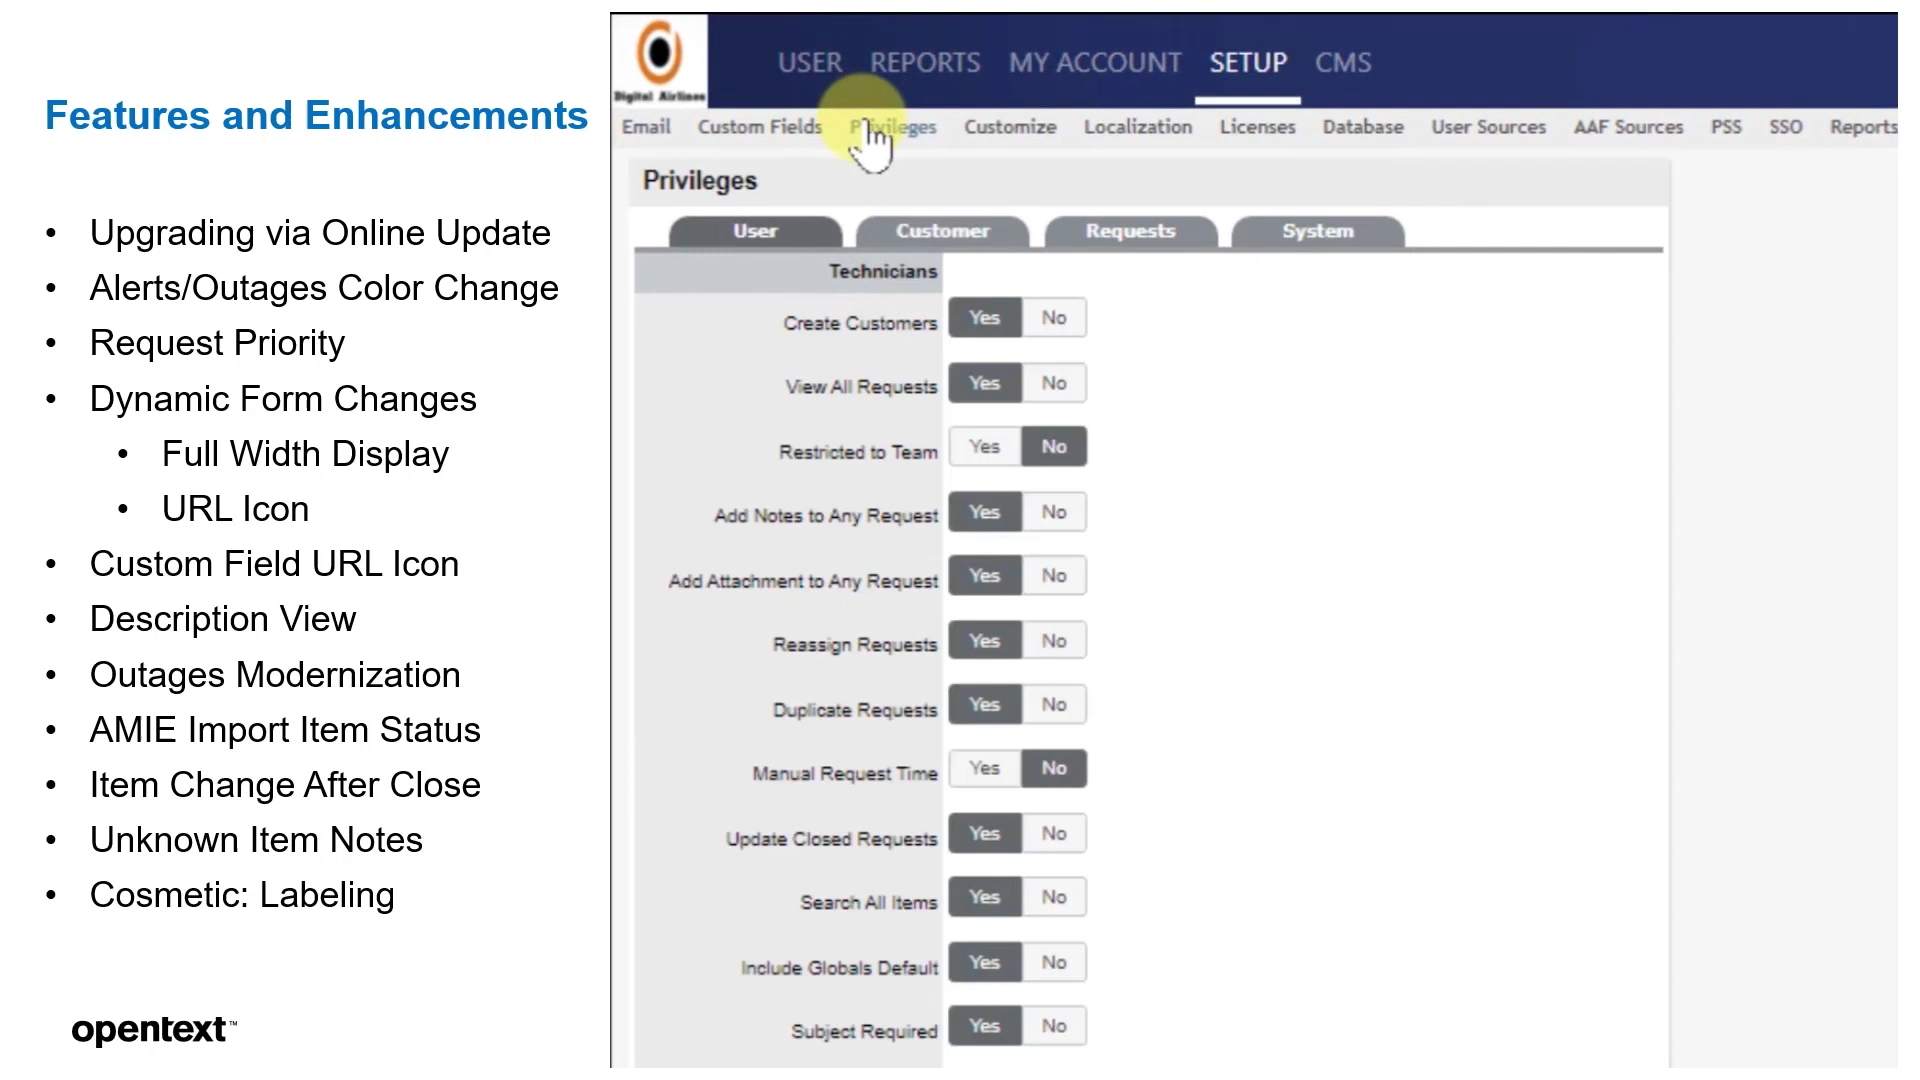 Features and Enhancements
• Upgrading via Online Update
• Alerts/Outages Color Change
• Request Priority
• Dynamic Form Changes
• Full Width Display
• URL Icon
• Custom Field URL Icon
• Description View
• Outages Modernization
• AMIE Import Item Status
• Item Change After Close
• Unknown Item Notes
• Cosmetic: Labeling
opentext™
Digital Airlines
USER REPORTS MY ACCOUNT SETUP CMS
Email Custom Fields Privileges Customize Localization Licenses Database User Sources AAF Sources PSS SSO Reports
Privileges
User Customer Requests System
Technicians
Create Customers Yes No
View All Requests Yes No
Restricted to Team Yes No
Add Notes to Any Request Yes No
Add Attachment to Any Request Yes No
Reassign Requests Yes No
Duplicate Requests Yes No
Manual Request Time Yes No
Update Closed Requests Yes No
Search All Items Yes No
Include Globals Default Yes No
Subject Required Yes No